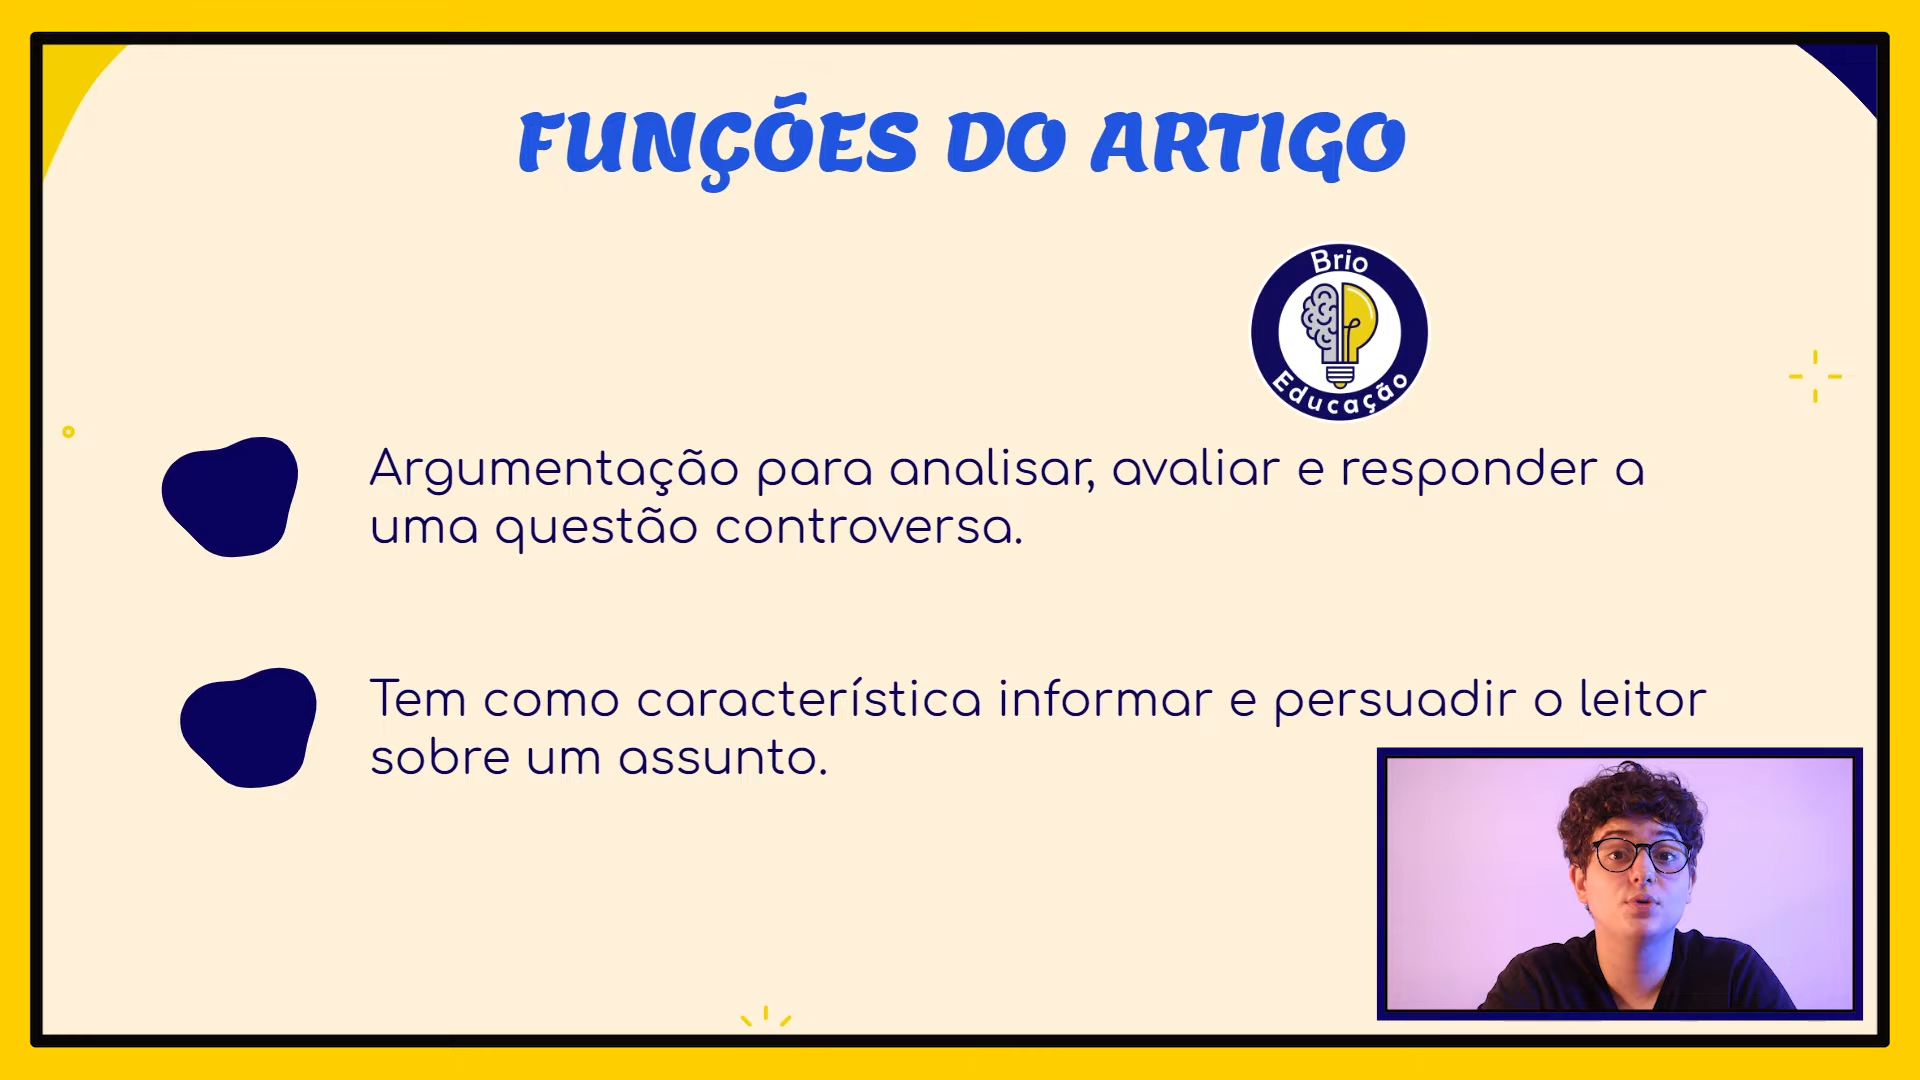 FUNÇÕES DO ARTIGO
Brio
Educação
Argumentação para analisar, avaliar e responder a
uma questão controversa.
Tem como característica informar e persuadir o leitor
sobre um assunto.